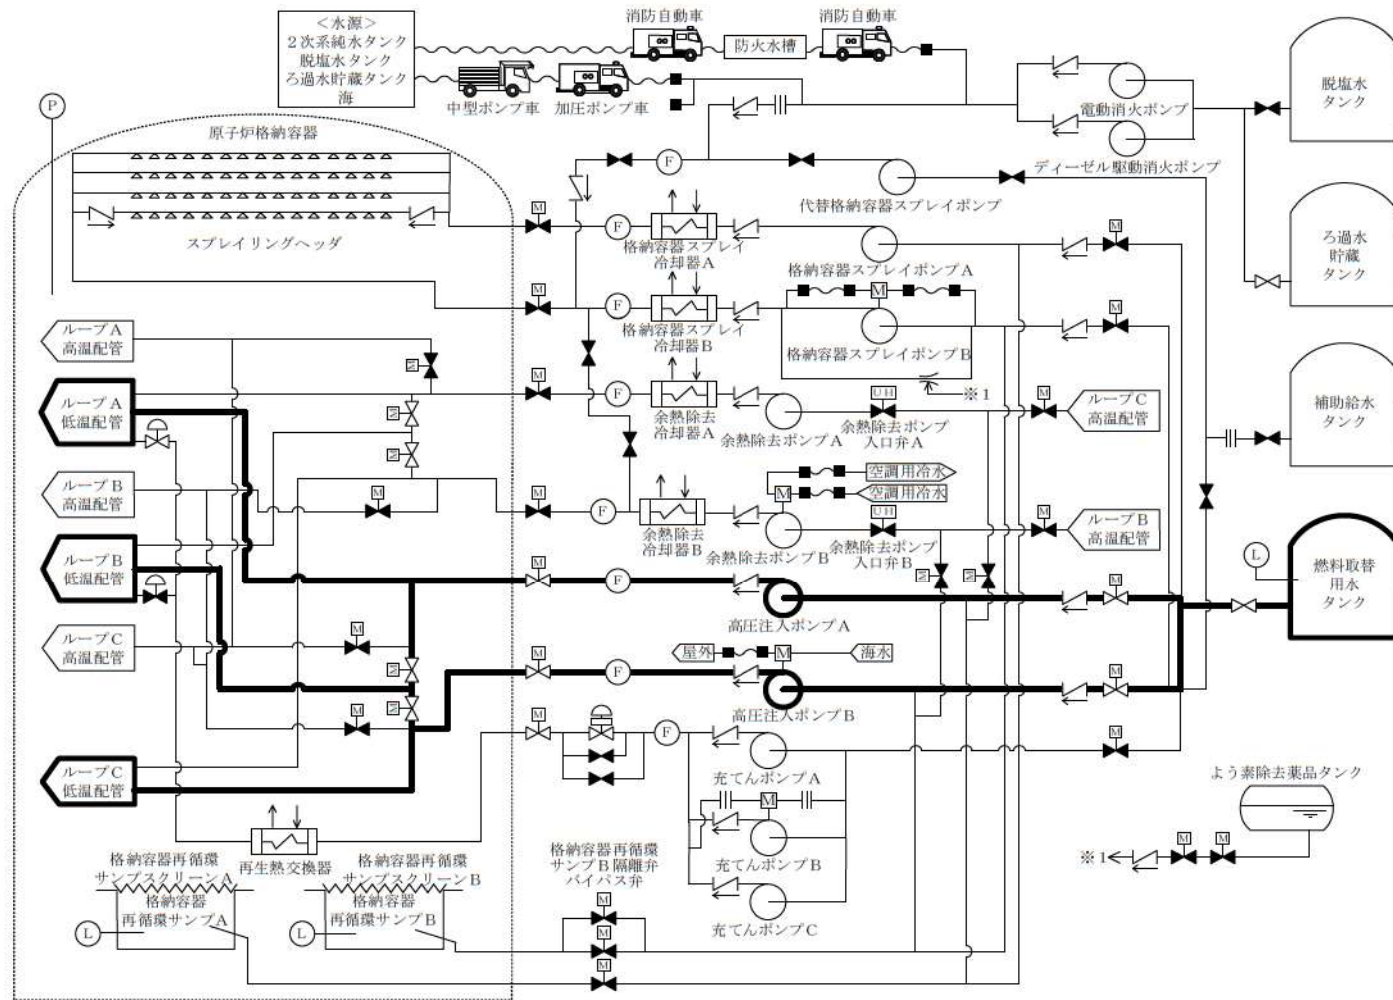 ＜水源＞
２次系純水タンク
脱塩水タンク
ろ過水貯蔵タンク
海
消防自動車
防火水槽
消防自動車
中型ポンプ車
加圧ポンプ車
電動消火ポンプ
脱塩水
タンク
P
原子炉格納容器
F
ディーゼル駆動消火ポンプ
代替格納容器スプレイポンプ
スプレイリングヘッダ
M
F
格納容器スプレイ
冷却器A
格納容器スプレイポンプA
M
ろ過水
貯蔵
タンク
M
F
格納容器スプレイ
冷却器B
M
格納容器スプレイポンプB
M
ループA
高温配管
M
※1
ループA
低温配管
M
M
F
余熱除去
冷却器A
余熱除去ポンプA
UH
余熱除去ポンプ
入口弁A
M
ループC
高温配管
補助給水
タンク
M
ループB
高温配管
M
M
F
余熱除去
冷却器B
M
空調用冷水
空調用冷水
余熱除去ポンプB
UH
余熱除去ポンプ
入口弁B
M
ループB
高温配管
ループB
低温配管
M
F
高圧注入ポンプA
M
M
M
L
燃料取替
用水
タンク
ループC
高温配管
M
M
M
M
M
F
屋外
M
海水
高圧注入ポンプB
M
ループC
低温配管
M
F
充てんポンプA
M
M
充てんポンプB
充てんポンプC
よう素除去薬品タンク
※1
M
M
再生熱交換器
格納容器再循環
サンプスクリーンA
格納容器
再循環サンプA
L
格納容器再循環
サンプスクリーンB
格納容器
再循環サンプB
L
格納容器再循環
サンプB隔離弁
バイパス弁
M
M
M